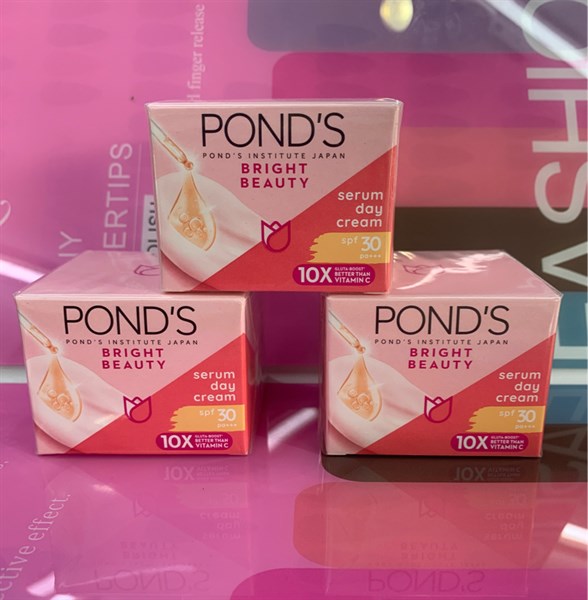 finger release
POND'S
POND'S INSTITUTE JAPAN
BRIGHT
BEAUTY
serum
day
cream
spf 30
PA+++
10X GLUTA-BOOST
BETTER THAN
VITAMIN C
ERTIPS
POND'S
POND'S INSTITUTE JAPAN
BRIGHT
BEAUTY
serum
day
cream
spf 30
PA+++
10X GLUTA-BOOST
BETTER THAN
VITAMIN C
POND'S
POND'S INSTITUTE JAPAN
BRIGHT
BEAUTY
serum
day
cream
spf 30
PA+++
10X GLUTA-BOOST
BETTER THAN
VITAMIN C
ctive effect.